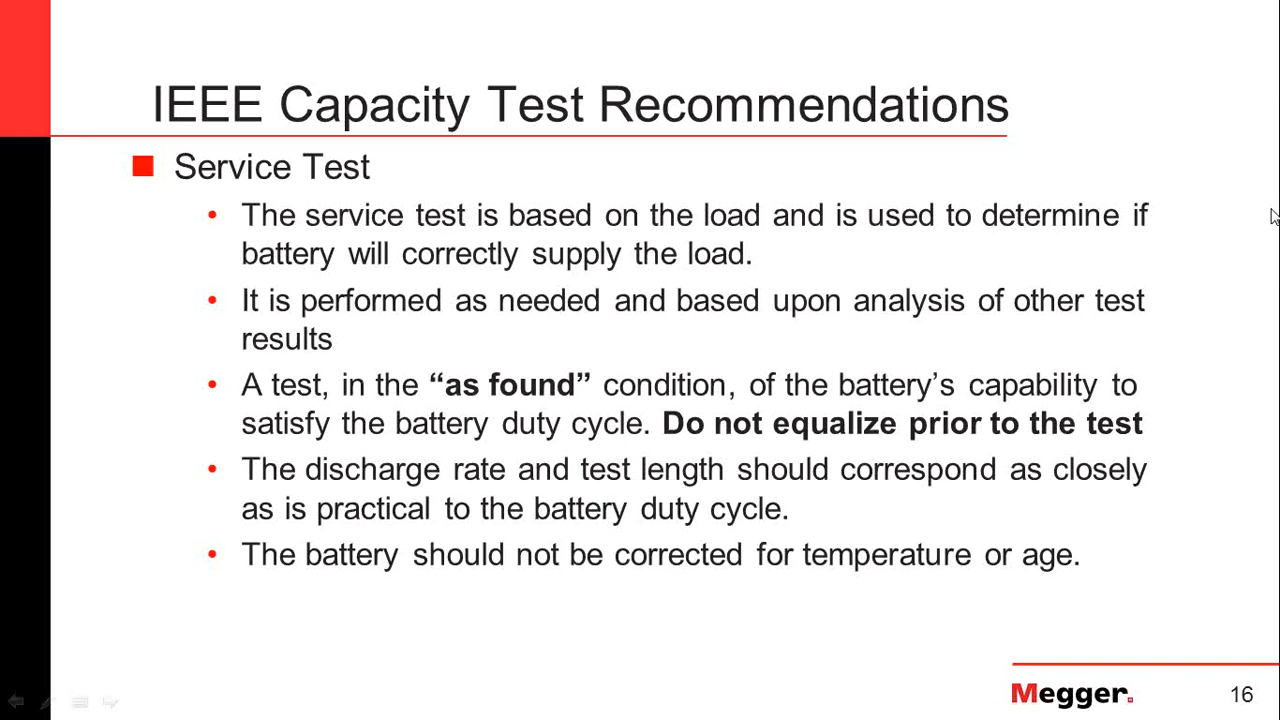 IEEE Capacity Test Recommendations
Service Test
The service test is based on the load and is used to determine if
battery will correctly supply the load.
It is performed as needed and based upon analysis of other test
results
A test, in the “as found” condition, of the battery’s capability to
satisfy the battery duty cycle. Do not equalize prior to the test
The discharge rate and test length should correspond as closely
as is practical to the battery duty cycle.
The battery should not be corrected for temperature or age.
Megger.
16